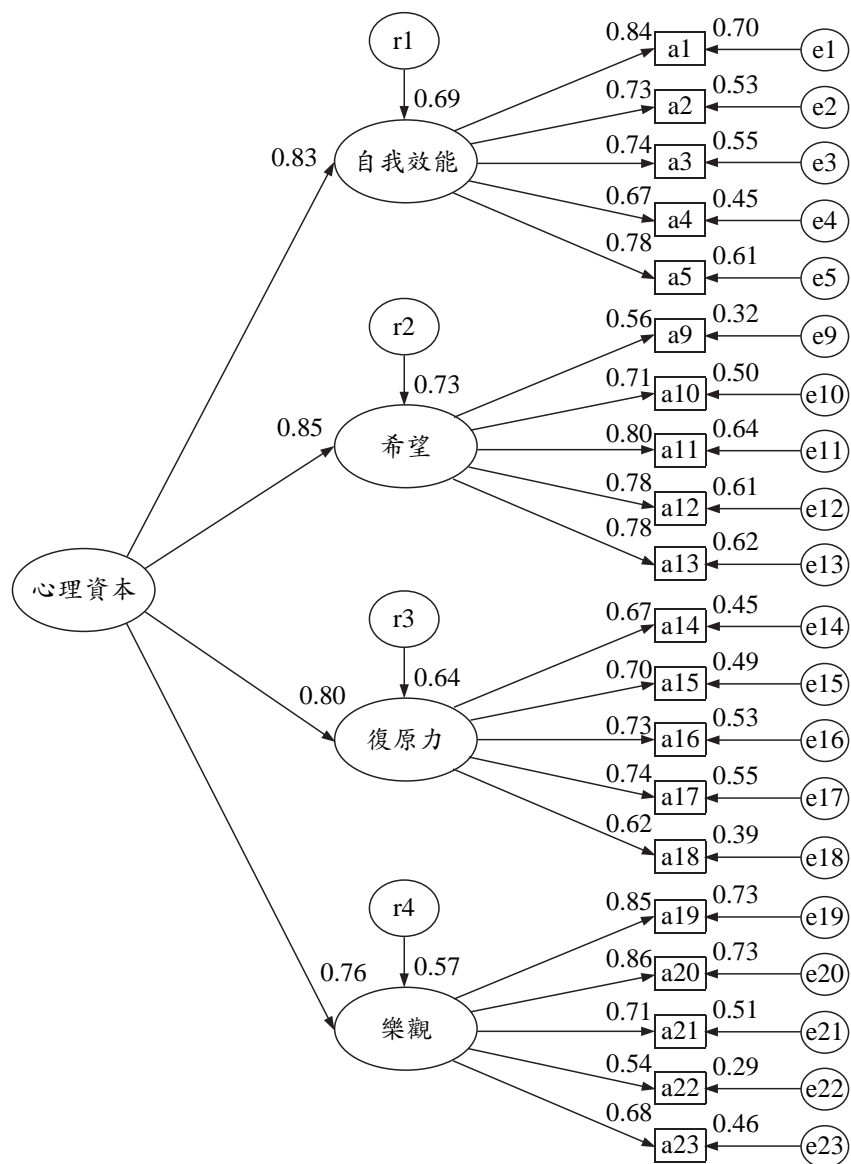 r1
0.69
0.83
自我效能
0.84
a1
0.70
e1
0.73
a2
0.53
e2
0.74
a3
0.55
e3
0.67
a4
0.45
e4
0.78
a5
0.61
e5
r2
0.73
0.85
希望
0.56
a9
0.32
e9
0.71
a10
0.50
e10
0.80
a11
0.64
e11
0.78
a12
0.61
e12
0.78
a13
0.62
e13
心理資本
r3
0.64
0.80
復原力
0.67
a14
0.45
e14
0.70
a15
0.49
e15
0.73
a16
0.53
e16
0.74
a17
0.55
e17
0.62
a18
0.39
e18
r4
0.57
0.76
樂觀
0.85
a19
0.73
e19
0.86
a20
0.73
e20
0.71
a21
0.51
e21
0.54
a22
0.29
e22
0.68
a23
0.46
e23